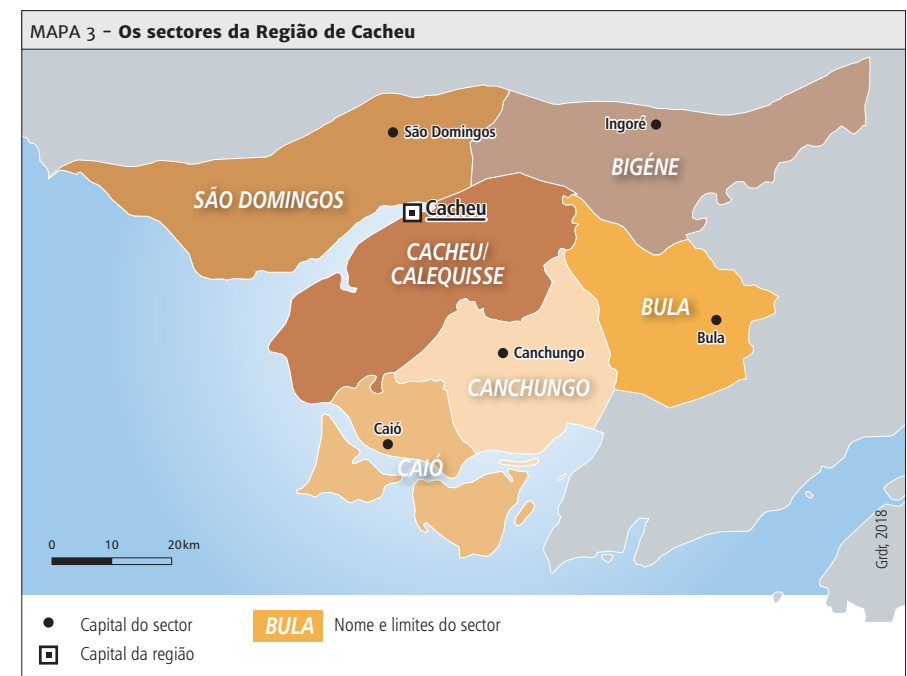 MAPA 3 - Os sectores da Região de Cacheu
São Domingos
Ingoré
BIGÉNE
SÃO DOMINGOS
Cacheu
CACHEU/
CALEQUISSE
BULA
Bula
Canchungo
CANCHUNGO
Caió
CAIÓ
0 10 20 km
Grdr, 2018
Capital do sector
BULA Nome e limites do sector
Capital da região